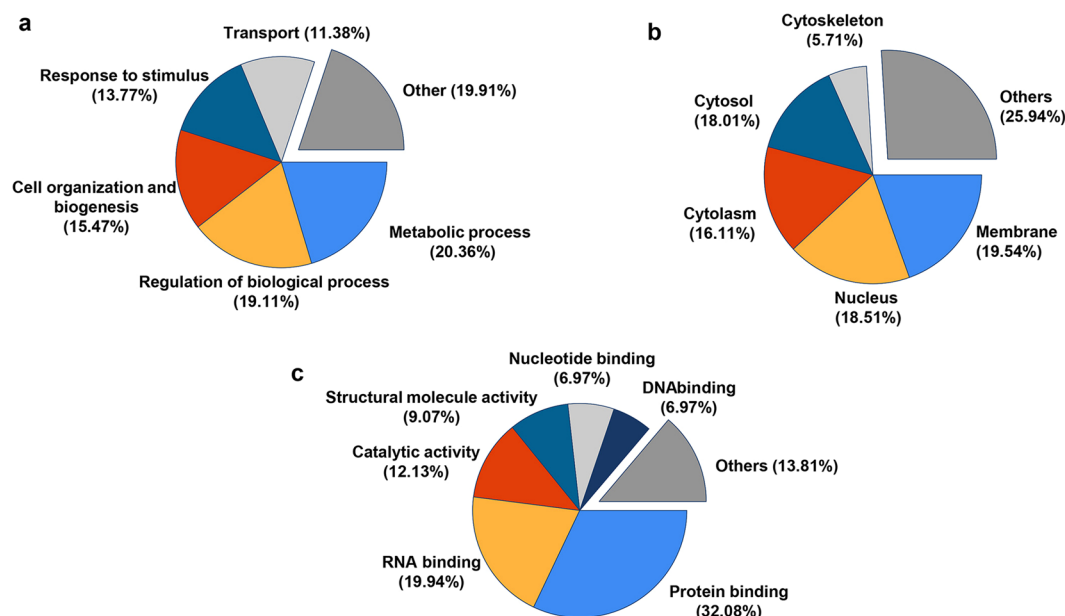 a
Transport (11.38%)
Response to stimulus
(13.77%)
Other (19.91%)
Cell organization and
biogenesis
(15.47%)
Metabolic process
(20.36%)
Regulation of biological process
(19.11%)
b
Cytoskeleton
(5.71%)
Others
(25.94%)
Cytosol
(18.01%)
Cytolasm
(16.11%)
Membrane
(19.54%)
Nucleus
(18.51%)
c
Nucleotide binding
(6.97%)
DNAbinding
(6.97%)
Structural molecule activity
(9.07%)
Catalytic activity
(12.13%)
Others (13.81%)
RNA binding
(19.94%)
Protein binding
(32.08%)